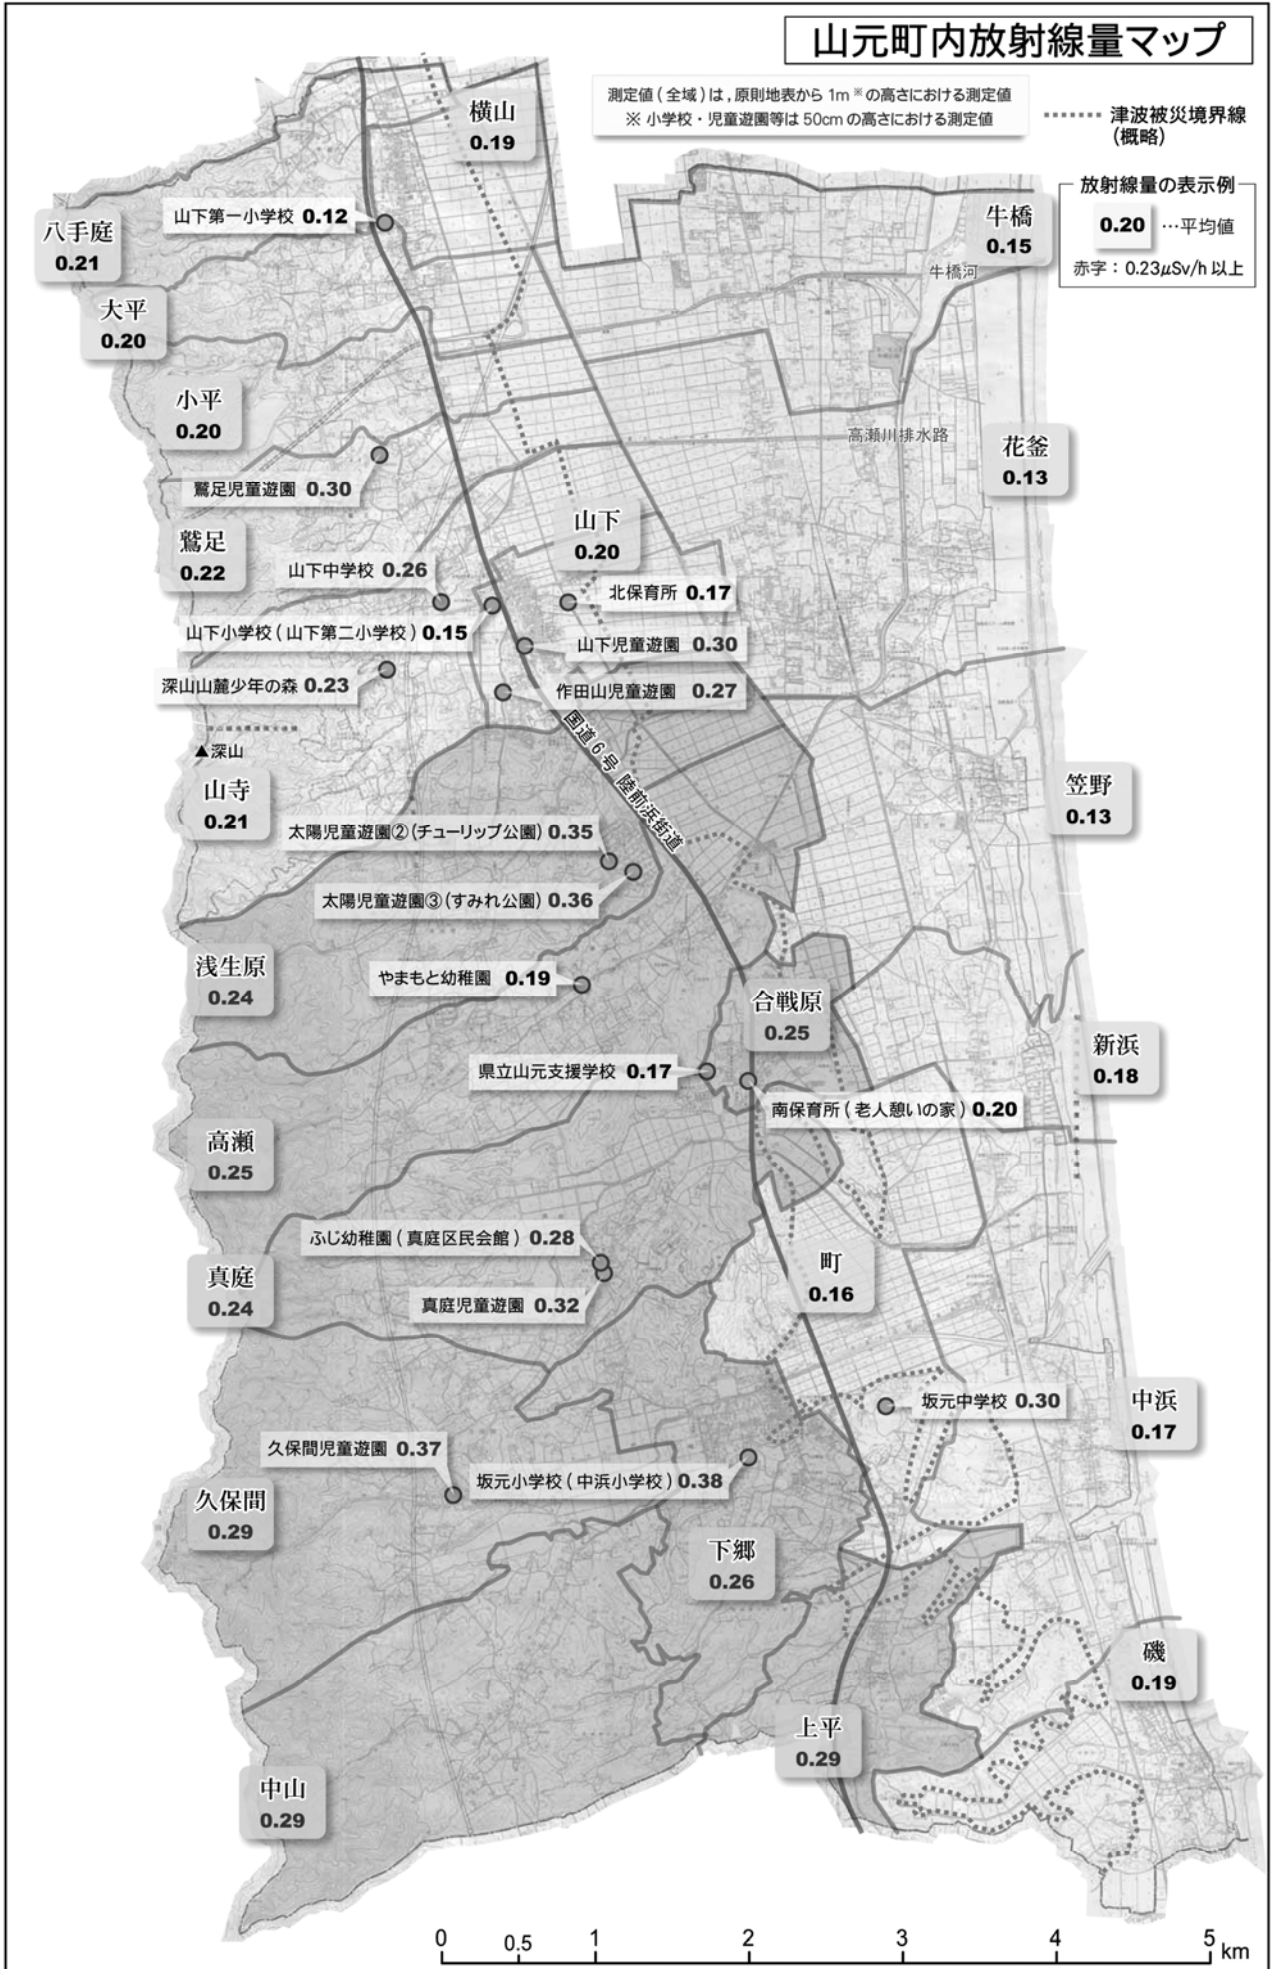 山元町内放射線量マップ
測定値(全域)は,原則地表から1m※の高さにおける測定値
※ 小学校・児童遊園等は50cmの高さにおける測定値
津波被災境界線
(概略)
放射線量の表示例
0.20 …平均値
赤字：0.23μSv/h以上
横山
0.19
山下第一小学校 0.12
八手庭
0.21
牛橋
0.15
牛橋河
大平
0.20
小平
0.20
高瀬川排水路
花釜
0.13
鷲足児童遊園 0.30
鷲足
0.22
山下
0.20
山下中学校 0.26
北保育所 0.17
山下小学校(山下第二小学校) 0.15
山下児童遊園 0.30
深山山麓少年の森 0.23
作田山児童遊園 0.27
国道6号 陸前浜街道
▲深山
山寺
0.21
笠野
0.13
太陽児童遊園②(チューリップ公園) 0.35
太陽児童遊園③(すみれ公園) 0.36
浅生原
0.24
やまもと幼稚園 0.19
合戦原
0.25
新浜
0.18
県立山元支援学校 0.17
南保育所(老人憩いの家) 0.20
高瀬
0.25
ふじ幼稚園(真庭区民会館) 0.28
町
0.16
真庭
0.24
真庭児童遊園 0.32
坂元中学校 0.30
中浜
0.17
久保間児童遊園 0.37
坂元小学校(中浜小学校) 0.38
久保間
0.29
下郷
0.26
磯
0.19
上平
0.29
中山
0.29
0 0.5 1 2 3 4 5 km